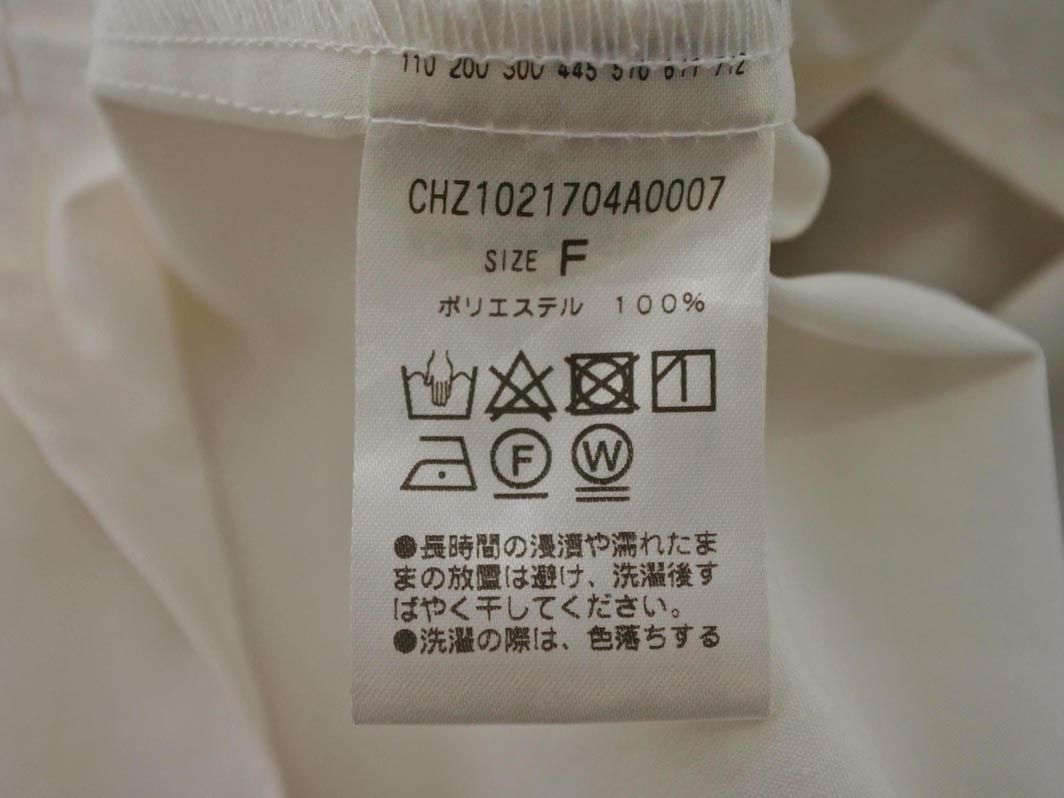 110 200 300 445 510 611 712
CHZ1021704A0007
SIZE F
ポリエステル 100%
F W
●長時間の浸漬や濡れたま
まの放置は避け、洗濯後す
ばやく干してください。
●洗濯の際は、色落ちする